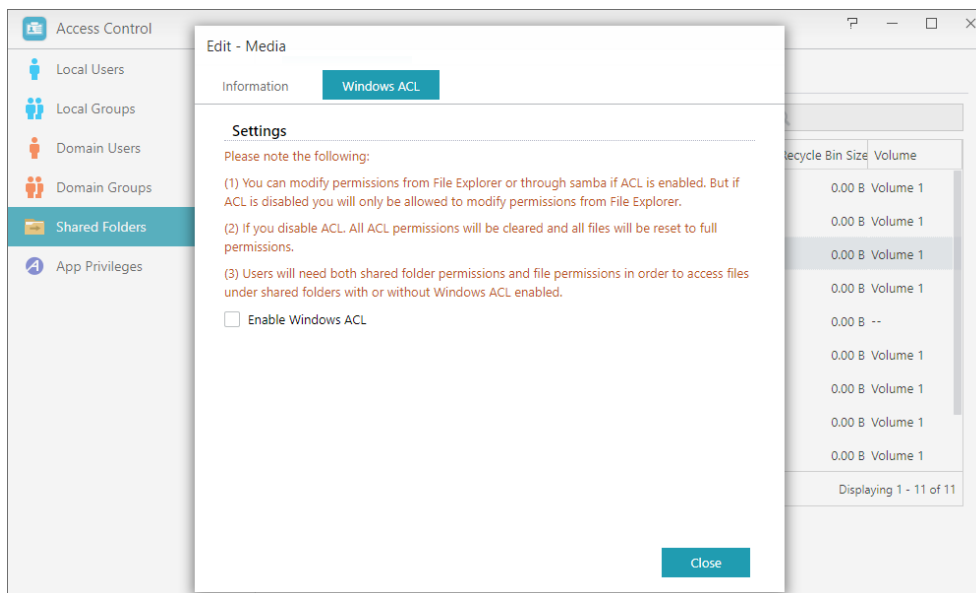 Access Control
Local Users
Local Groups
Domain Users
Domain Groups
Shared Folders
App Privileges
Edit - Media
Information
Windows ACL
Settings
Please note the following:
(1) You can modify permissions from File Explorer or through samba if ACL is enabled. But if
ACL is disabled you will only be allowed to modify permissions from File Explorer.
(2) If you disable ACL. All ACL permissions will be cleared and all files will be reset to full
permissions.
(3) Users will need both shared folder permissions and file permissions in order to access files
under shared folders with or without Windows ACL enabled.
Enable Windows ACL
Close
Recycle Bin Size Volume
0.00 B Volume 1
0.00 B Volume 1
0.00 B Volume 1
0.00 B Volume 1
0.00 B --
0.00 B Volume 1
0.00 B Volume 1
0.00 B Volume 1
0.00 B Volume 1
Displaying 1 - 11 of 11